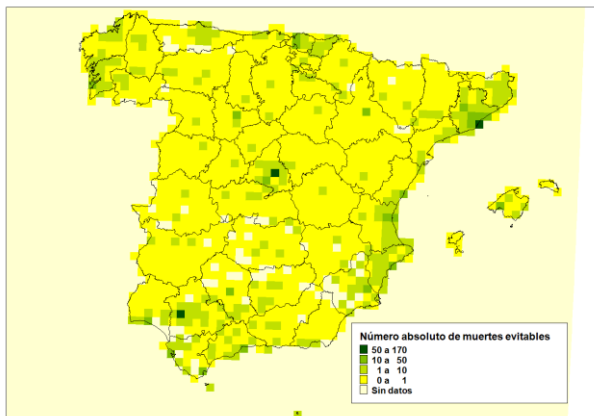 Número absoluto de muertes evitables
50 a 170
10 a 50
1 a 10
0 a 1
Sin datos